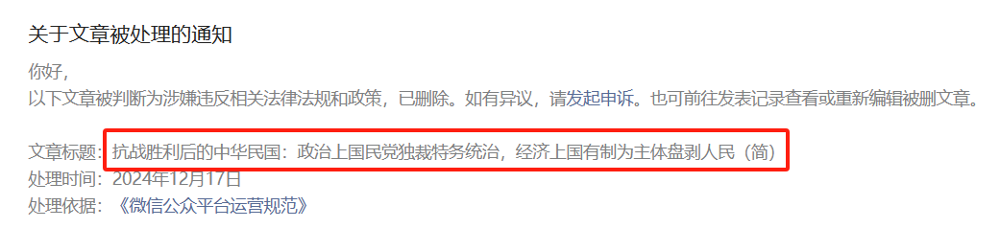 关于文章被处理的通知
你好，
以下文章被判断为涉嫌违反相关法律法规和政策，已删除。如有异议，请发起申诉。也可前往发表记录查看或重新编辑被删文章。
文章标题：抗战胜利后的中华民国：政治上国民党独裁特务统治，经济上国有制为主体盘剥人民（简）
处理时间：2024年12月17日
处理依据：《微信公众平台运营规范》